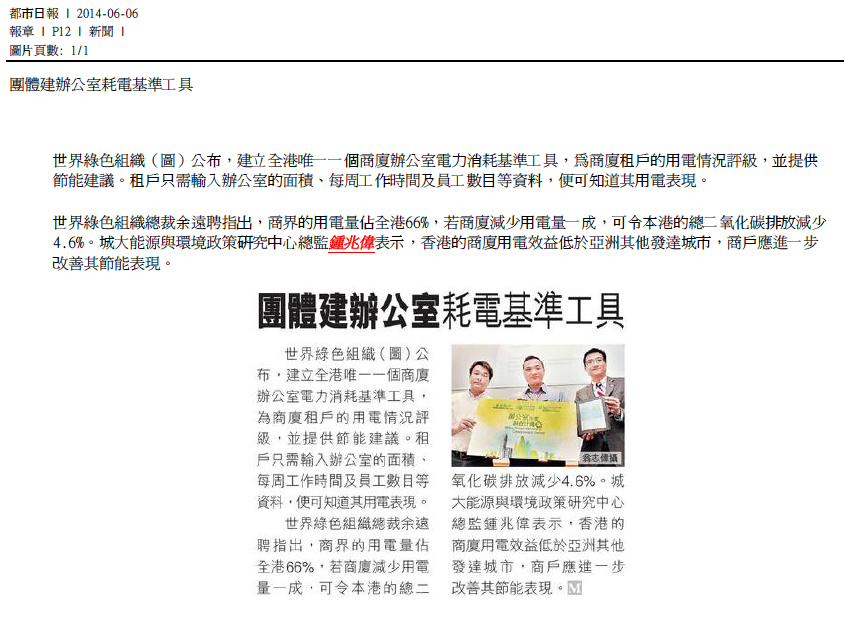 都市日報 | 2014-06-06
報章 | P12 | 新聞 |
圖片頁數: 1/1
團體建辦公室耗電基準工具
世界綠色組織（圖）公布，建立全港唯一一個商廈辦公室電力消耗基準工具，爲商廈租戶的用電情況評級，並提供
節能建議。租戶只需輸入辦公室的面積、每周工作時間及員工數目等資料，便可知道其用電表現。
世界綠色組織總裁余遠聘指出，商界的用電量佔全港66%，若商廈減少用電量一成，可令本港的總二氧化碳排放減少
4.6%。城大能源與環境政策研究中心總監鍾兆偉表示，香港的商廈用電效益低於亞洲其他發達城市，商戶應進一步
改善其節能表現。
團體建辦公室耗電基準工具
世界綠色組織（圖）公
布，建立全港唯一一個商廈
辦公室電力消耗基準工具，
為商廈租戶的用電情況評
級，並提供節能建議。租
戶只需輸入辦公室的面積、
每周工作時間及員工數目等
資料，便可知道其用電表現。
世界綠色組織總裁余遠
聘指出，商界的用電量佔
全港66%，若商廈減少用電
量一成，可令本港的總二
翁志偉攝
氧化碳排放減少4.6%。城
大能源與環境政策研究中心
總監鍾兆偉表示，香港的
商廈用電效益低於亞洲其他
發達城市，商戶應進一步
改善其節能表現。M